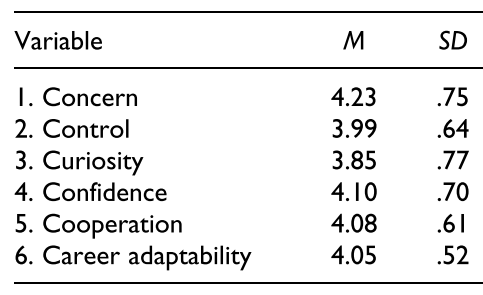 Variable M SD
1. Concern 4.23 .75
2. Control 3.99 .64
3. Curiosity 3.85 .77
4. Confidence 4.10 .70
5. Cooperation 4.08 .61
6. Career adaptability 4.05 .52